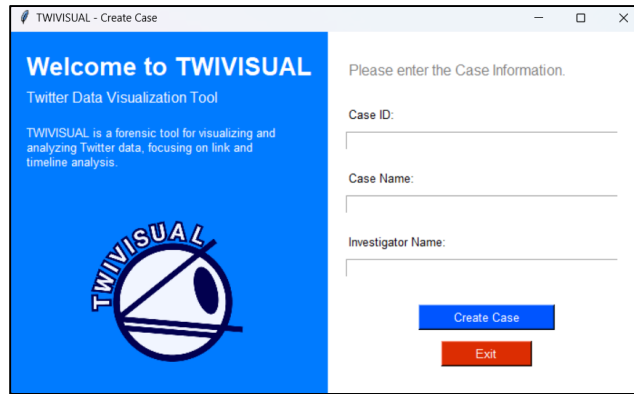 TWIVISUAL - Create Case
Welcome to TWIVISUAL
Twitter Data Visualization Tool
TWIVISUAL is a forensic tool for visualizing and
analyzing Twitter data, focusing on link and
timeline analysis.
TWIVISUAL
Please enter the Case Information.
Case ID:
Case Name:
Investigator Name:
Create Case
Exit